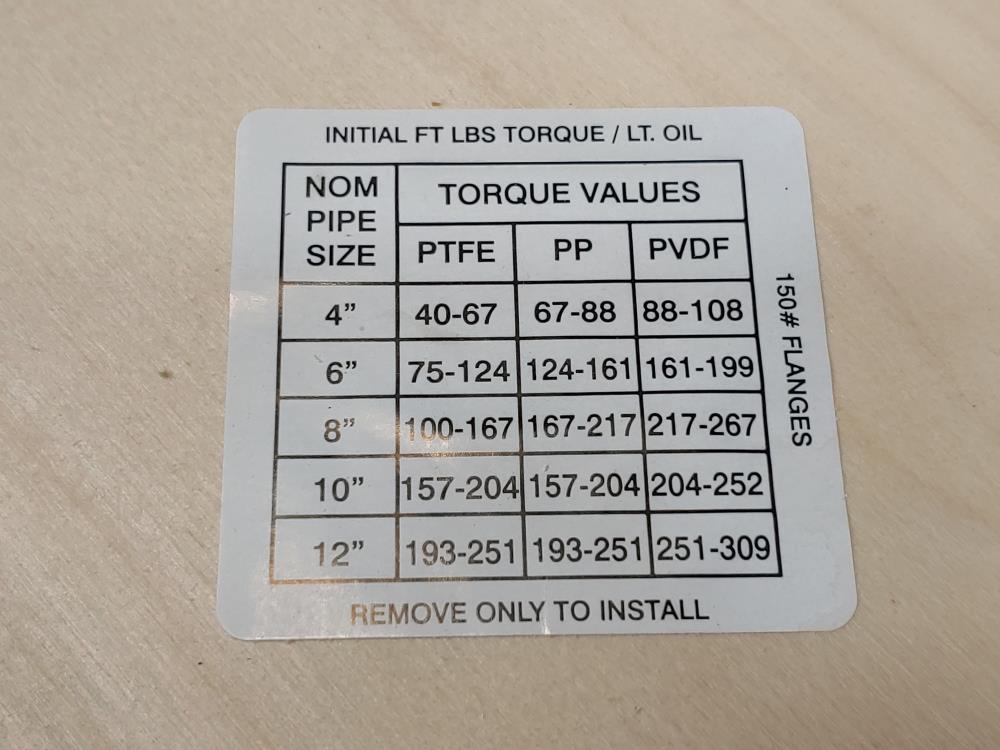 INITIAL FT LBS TORQUE / LT. OIL
NOM PIPE SIZE TORQUE VALUES
PTFE PP PVDF
4” 40-67 67-88 88-108
6” 75-124 124-161 161-199
8” 100-167 167-217 217-267
10” 157-204 157-204 204-252
12” 193-251 193-251 251-309
150# FLANGES
REMOVE ONLY TO INSTALL